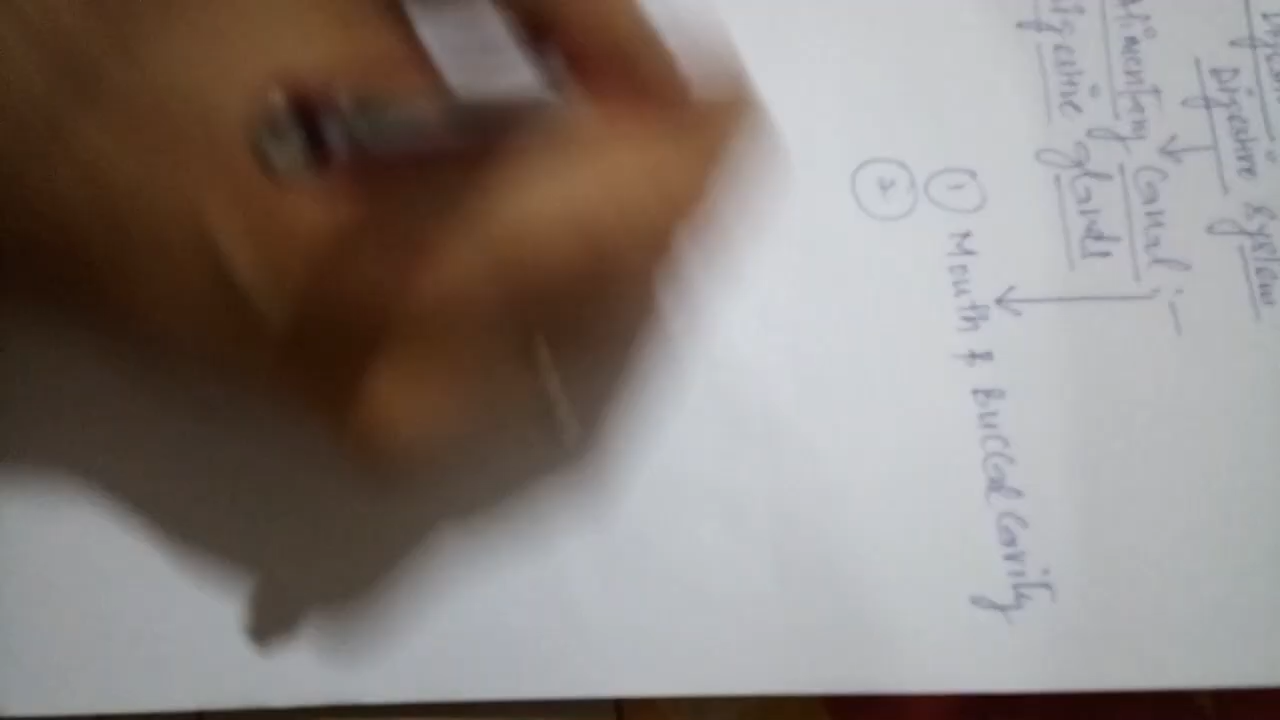 Digestive System
Alimentary Canal :-
Digestive glands
① Mouth & Buccal Cavity
②